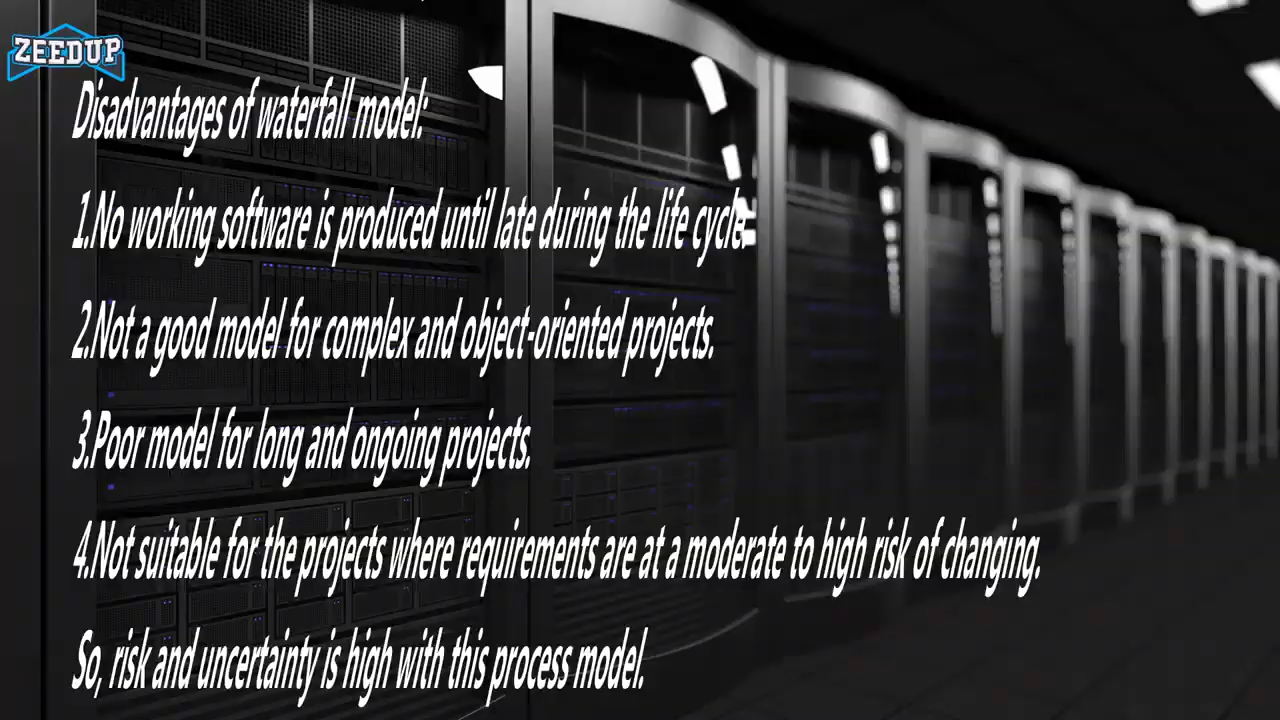 ZEEDUP
Disadvantages of waterfall model:
1.No working software is produced until late during the life cycle.
2.Not a good model for complex and object-oriented projects.
3.Poor model for long and ongoing projects.
4.Not suitable for the projects where requirements are at a moderate to high risk of changing.
So, risk and uncertainty is high with this process model.